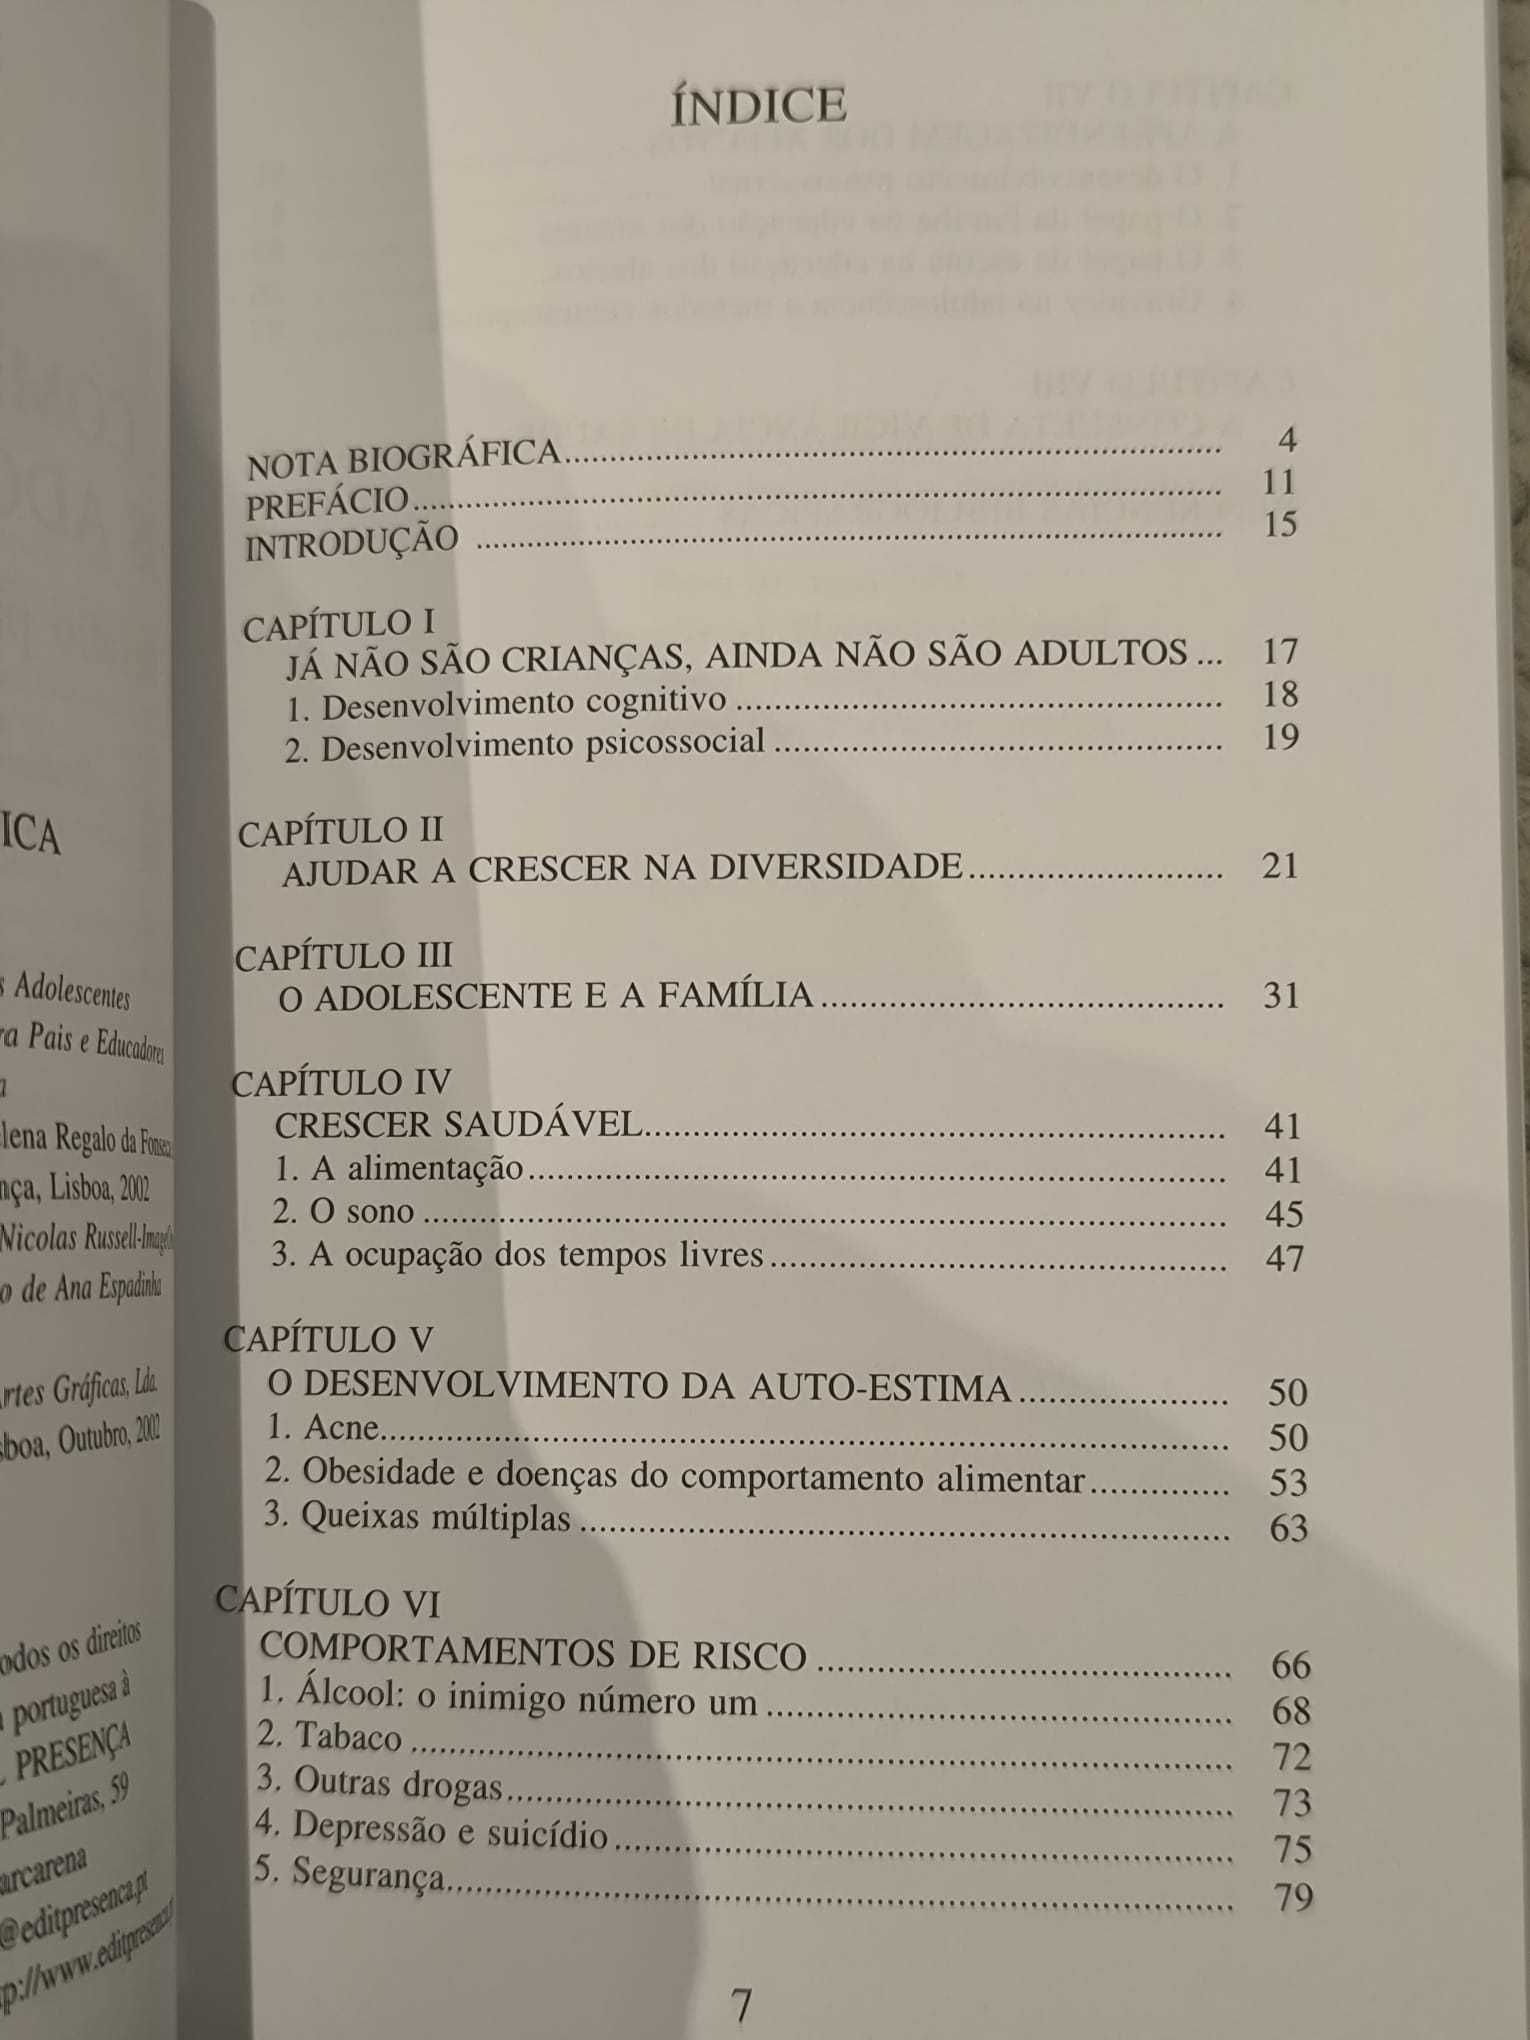 ICA
s Adolescentes
ra Pais e Educadores
a
lena Regalo da Fonseca
nça, Lisboa, 2002
Nicolas Russell-Image
o de Ana Espadinha
rtes Gráficas, Lda.
sboa, Outubro, 2002
odos os direitos
a portuguesa à
PRESENÇA
Palmeiras, 59
arcarena
@editpresenca.pt
p://www.editpresenca.
ÍNDICE
NOTA BIOGRÁFICA.......... 4
PREFÁCIO.......... 11
INTRODUÇÃO .......... 15
CAPÍTULO I
JÁ NÃO SÃO CRIANÇAS, AINDA NÃO SÃO ADULTOS ... 17
1. Desenvolvimento cognitivo .......... 18
2. Desenvolvimento psicossocial .......... 19
CAPÍTULO II
AJUDAR A CRESCER NA DIVERSIDADE.......... 21
CAPÍTULO III
O ADOLESCENTE E A FAMÍLIA .......... 31
CAPÍTULO IV
CRESCER SAUDÁVEL.......... 41
1. A alimentação.......... 41
2. O sono .......... 45
3. A ocupação dos tempos livres.......... 47
CAPÍTULO V
O DESENVOLVIMENTO DA AUTO-ESTIMA .......... 50
1. Acne.......... 50
2. Obesidade e doenças do comportamento alimentar.......... 53
3. Queixas múltiplas .......... 63
CAPÍTULO VI
COMPORTAMENTOS DE RISCO .......... 66
1. Álcool: o inimigo número um .......... 68
2. Tabaco .......... 72
3. Outras drogas.......... 73
4. Depressão e suicídio .......... 75
5. Segurança.......... 79
7